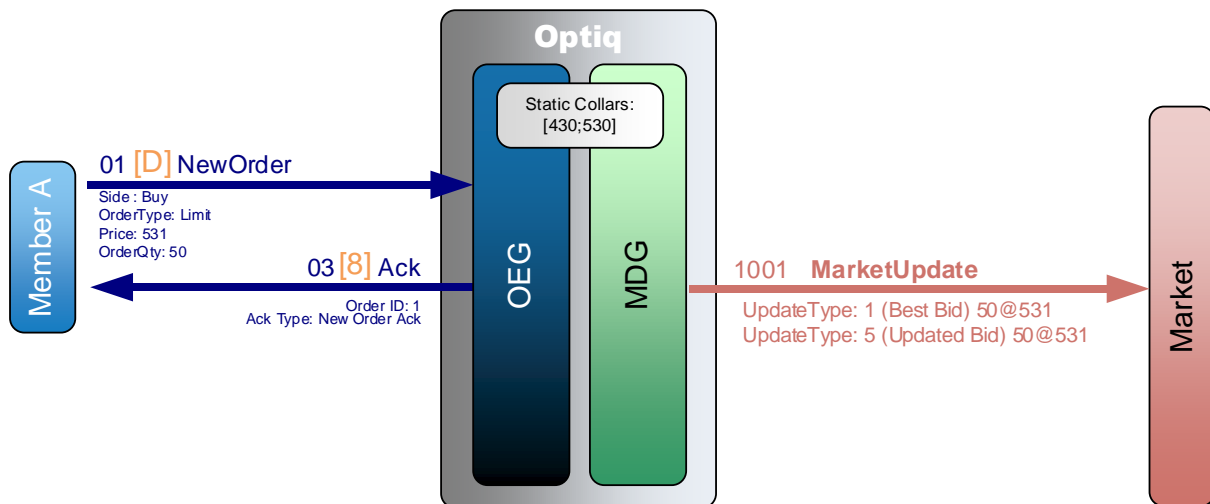 Optiq
Static Collars:
[430;530]
Member A
01 [D] NewOrder
Side : Buy
OrderType: Limit
Price: 531
OrderQty: 50
03 [8] Ack
Order ID: 1
Ack Type: New Order Ack
OEG
MDG
1001 MarketUpdate
UpdateType: 1 (Best Bid) 50@531
UpdateType: 5 (Updated Bid) 50@531
Market